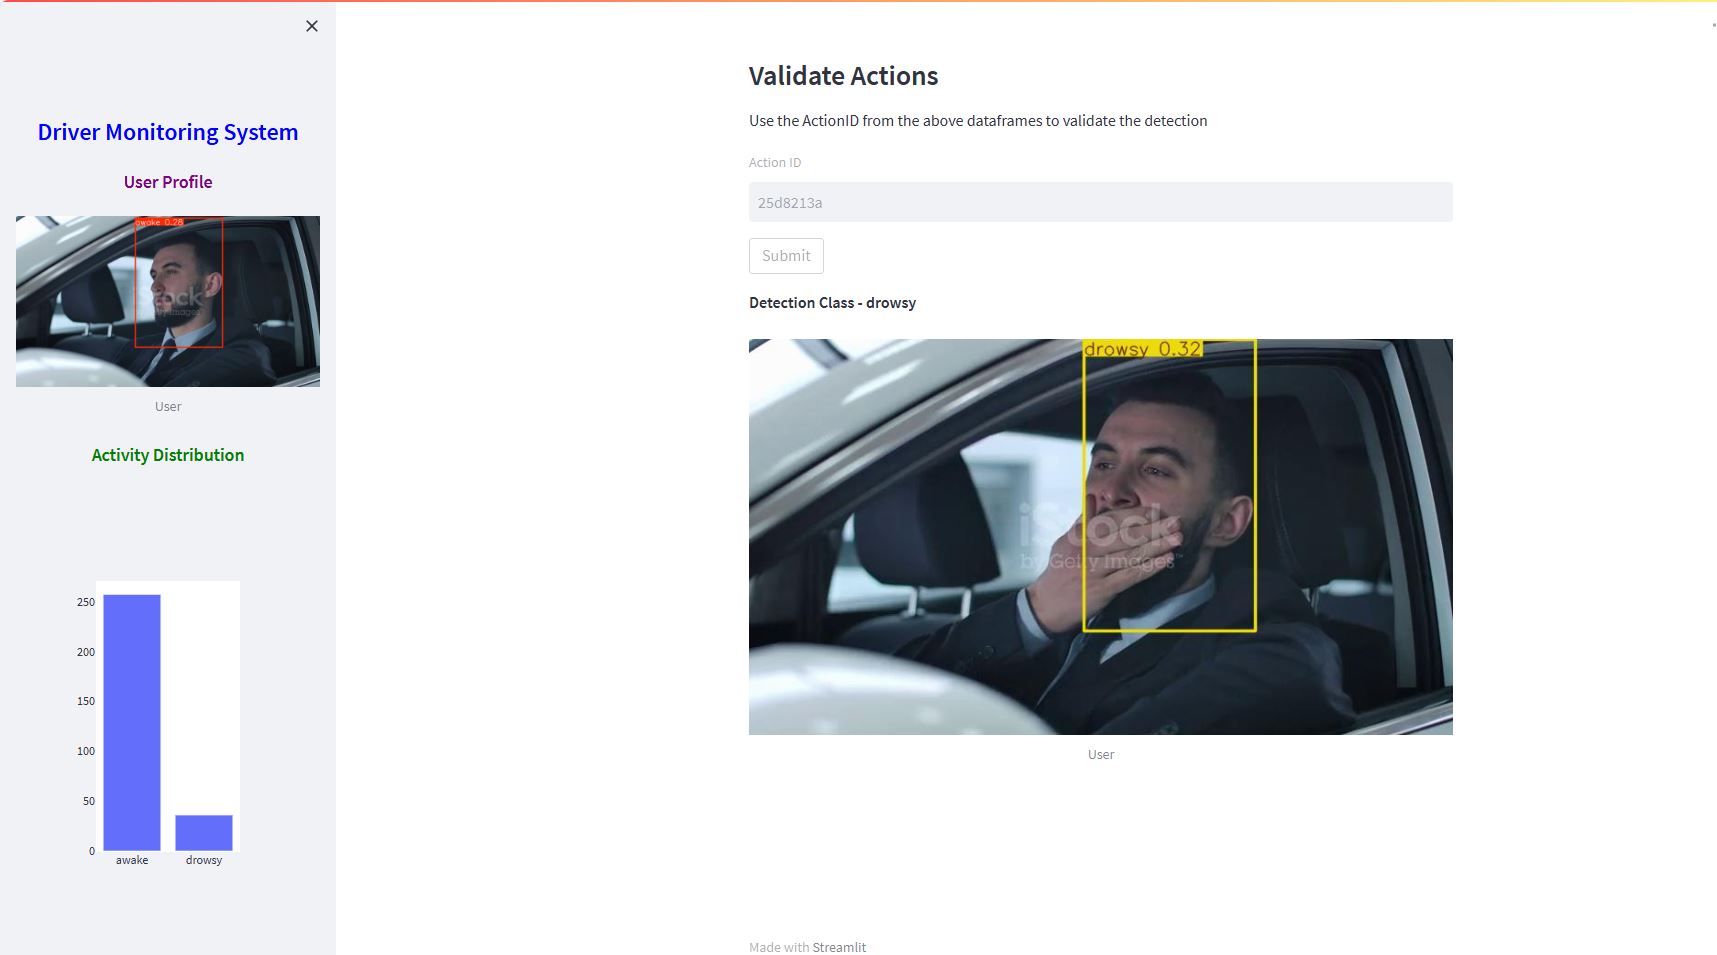 Driver Monitoring System
User Profile
awake 0.28
iStock
by Getty Images
User
Activity Distribution
250
200
150
100
50
0
awake
drowsy
Validate Actions
Use the ActionID from the above dataframes to validate the detection
Action ID
25d8213a
Submit
Detection Class - drowsy
drowsy 0.32
iStock
by Getty Images™
User
Made with Streamlit